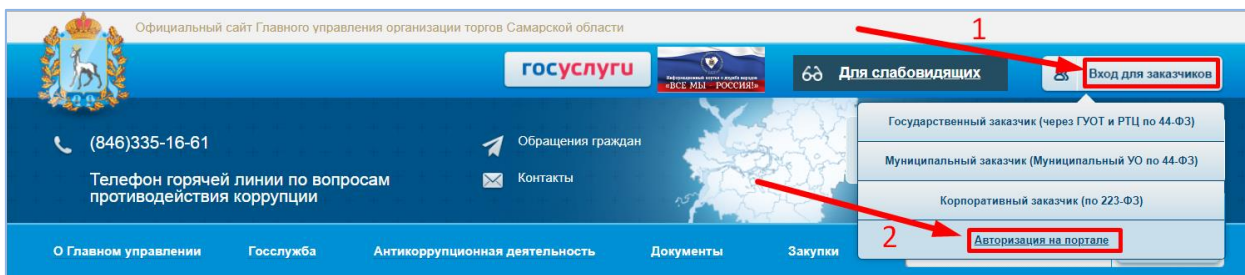 Официальный сайт Главного управления организации торгов Самарской области
1
госуслуги
«ВСЕ МЫ – РОССИЯ!»
Для слабовидящих
Вход для заказчиков
(846)335-16-61
Обращения граждан
Государственный заказчик (через ГУОТ и РТЦ по 44-ФЗ)
Муниципальный заказчик (Муниципальный УО по 44-ФЗ)
Телефон горячей линии по вопросам
противодействия коррупции
Контакты
Корпоративный заказчик (по 223-ФЗ)
2
Авторизация на портале
О Главном управлении
Госслужба
Антикоррупционная деятельность
Документы
Закупки